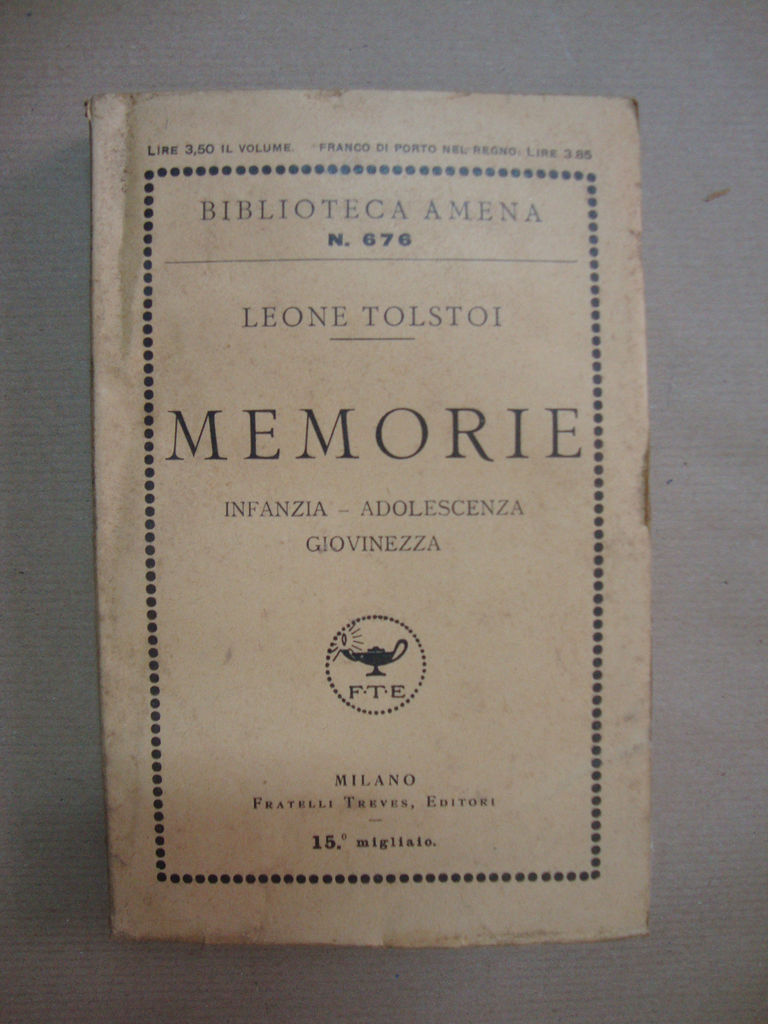 LIRE 3,50 IL VOLUME. FRANCO DI PORTO NEL REGNO: LIRE 3.85
BIBLIOTECA AMENA
N. 676
LEONE TOLSTOI
MEMORIE
INFANZIA – ADOLESCENZA
GIOVINEZZA
F·T·E
MILANO
FRATELLI TREVES, EDITORI
15.º migliaio.